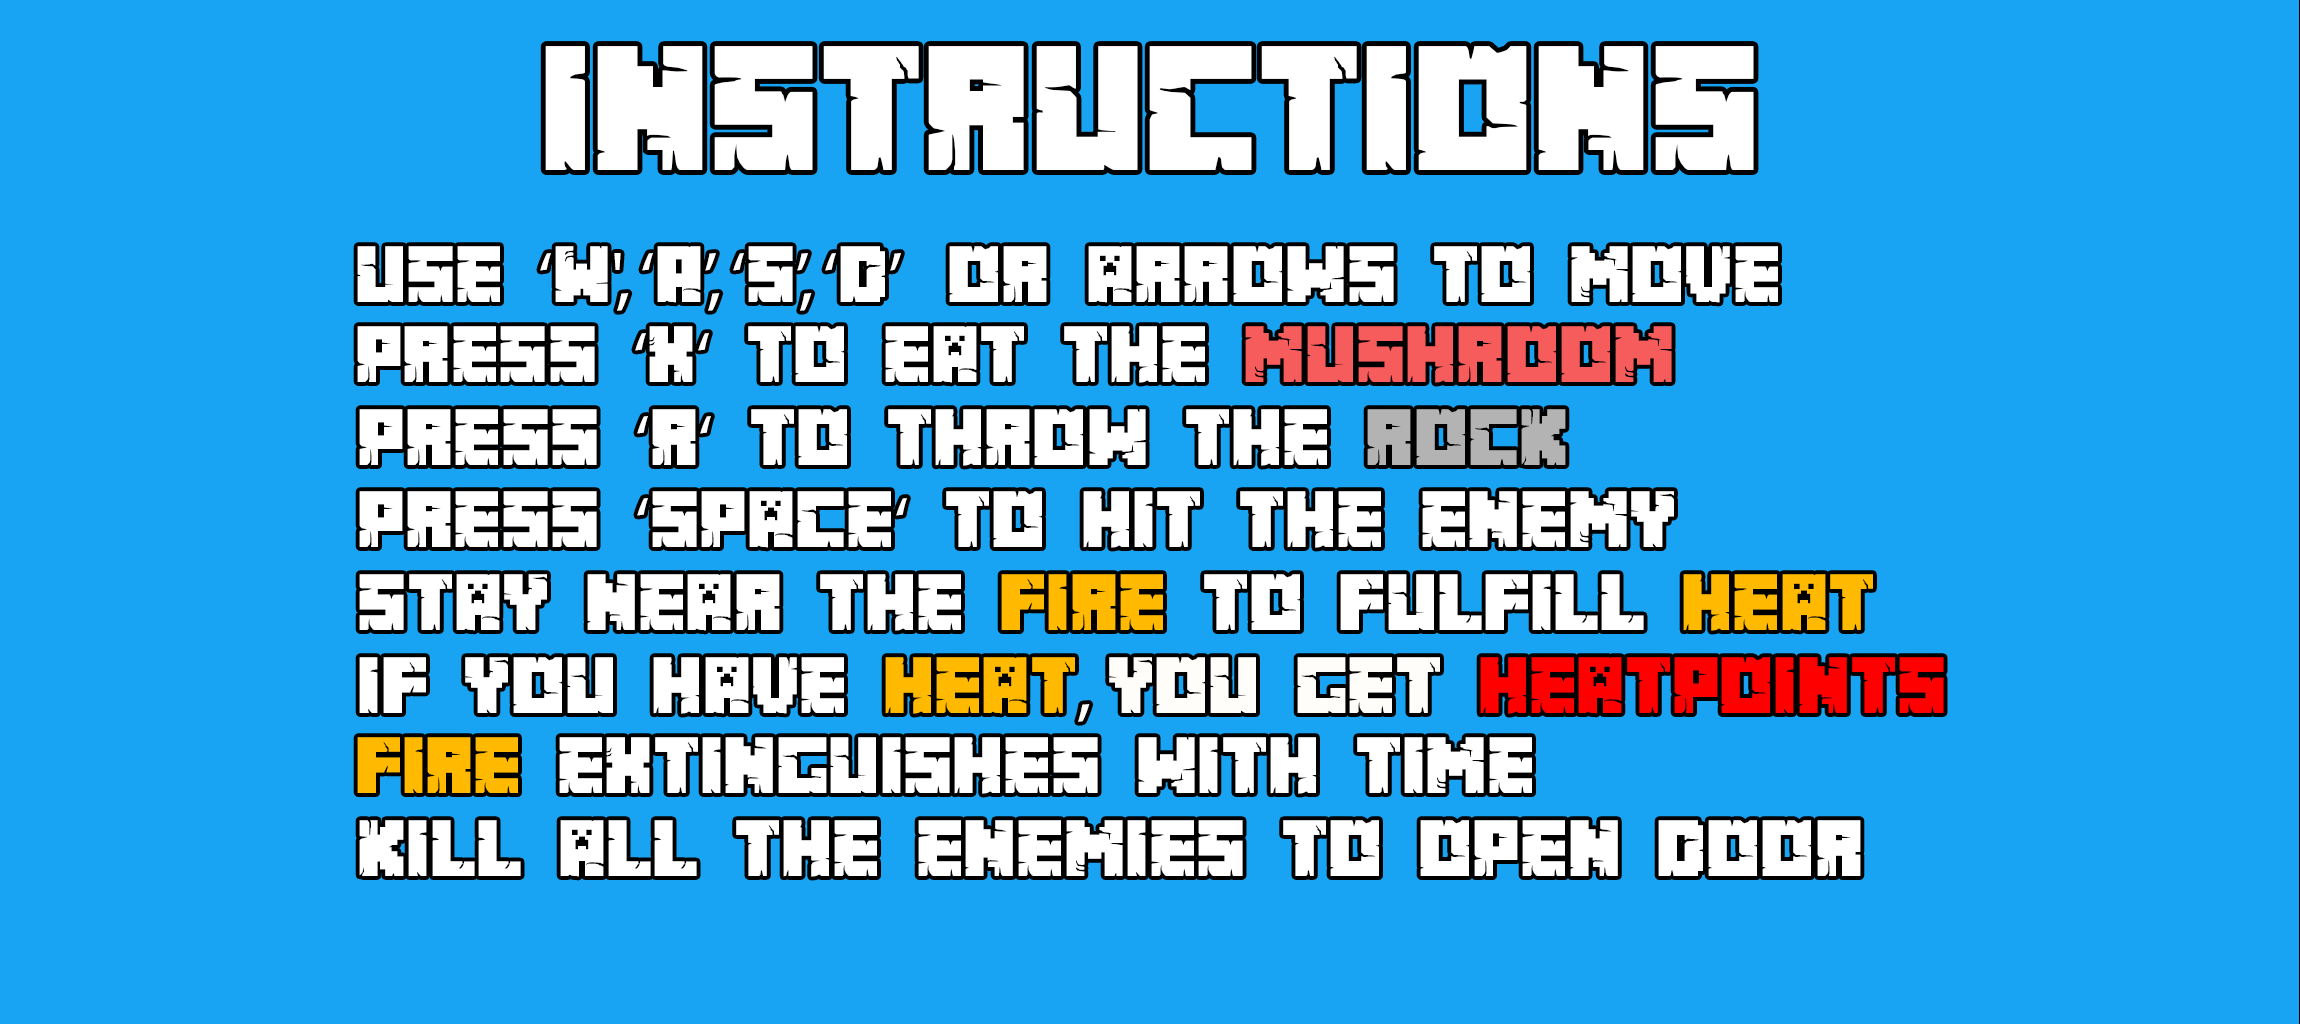 INSTRUCTIONS
USE 'W','A','S','D' OR ARROWS TO MOVE
PRESS 'X' TO EAT THE MUSHROOM
PRESS 'R' TO THROW THE ROCK
PRESS 'SPACE' TO HIT THE ENEMY
STAY NEAR THE FIRE TO FULFILL HEAT
IF YOU HAVE HEAT,YOU GET HEATPOINTS
FIRE EXTINGUISHES WITH TIME
KILL ALL THE ENEMIES TO OPEN DOOR